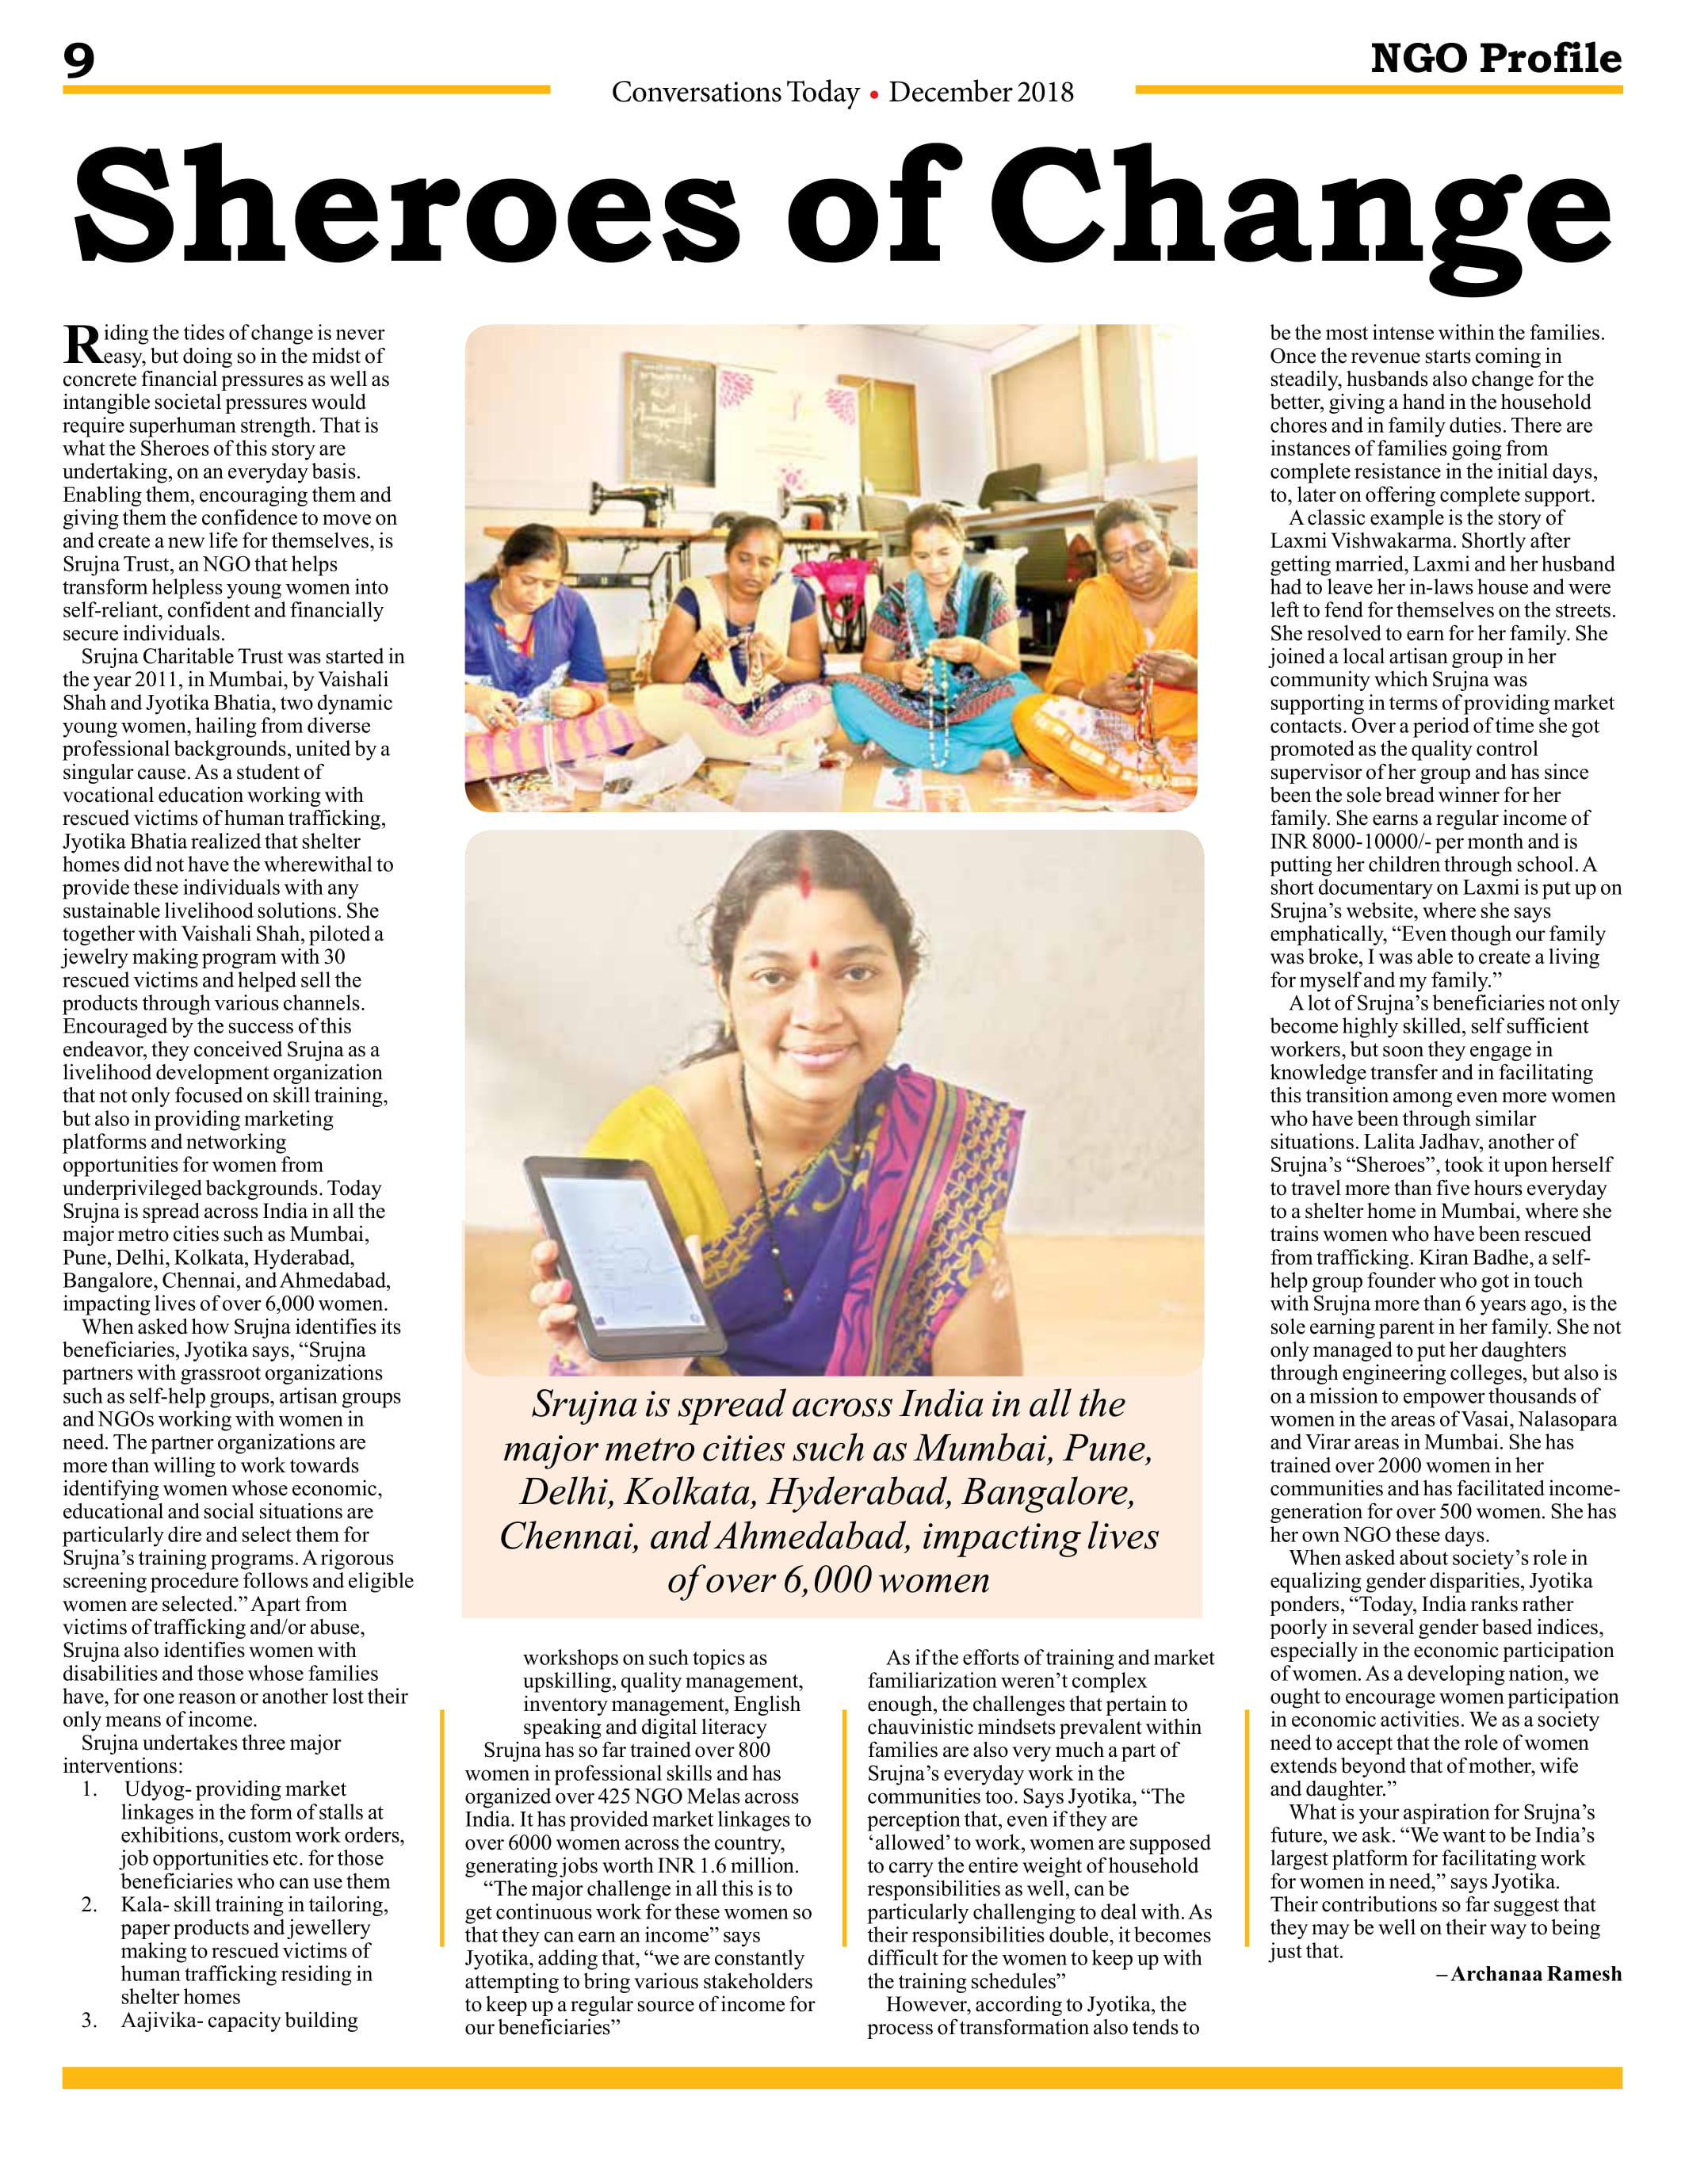 9
NGO Profile
Conversations Today • December 2018
Sheroes of Change
Riding the tides of change is never
easy, but doing so in the midst of
concrete financial pressures as well as
intangible societal pressures would
require superhuman strength. That is
what the Sheroes of this story are
undertaking, on an everyday basis.
Enabling them, encouraging them and
giving them the confidence to move on
and create a new life for themselves, is
Srujna Trust, an NGO that helps
transform helpless young women into
self-reliant, confident and financially
secure individuals.
Srujna Charitable Trust was started in
the year 2011, in Mumbai, by Vaishali
Shah and Jyotika Bhatia, two dynamic
young women, hailing from diverse
professional backgrounds, united by a
singular cause. As a student of
vocational education working with
rescued victims of human trafficking,
Jyotika Bhatia realized that shelter
homes did not have the wherewithal to
provide these individuals with any
sustainable livelihood solutions. She
together with Vaishali Shah, piloted a
jewelry making program with 30
rescued victims and helped sell the
products through various channels.
Encouraged by the success of this
endeavor, they conceived Srujna as a
livelihood development organization
that not only focused on skill training,
but also in providing marketing
platforms and networking
opportunities for women from
underprivileged backgrounds. Today
Srujna is spread across India in all the
major metro cities such as Mumbai,
Pune, Delhi, Kolkata, Hyderabad,
Bangalore, Chennai, and Ahmedabad,
impacting lives of over 6,000 women.
When asked how Srujna identifies its
beneficiaries, Jyotika says, “Srujna
partners with grassroot organizations
such as self-help groups, artisan groups
and NGOs working with women in
need. The partner organizations are
more than willing to work towards
identifying women whose economic,
educational and social situations are
particularly dire and select them for
Srujna’s training programs. A rigorous
screening procedure follows and eligible
women are selected.” Apart from
victims of trafficking and/or abuse,
Srujna also identifies women with
disabilities and those whose families
have, for one reason or another lost their
only means of income.
Srujna undertakes three major
interventions:
1. Udyog- providing market
linkages in the form of stalls at
exhibitions, custom work orders,
job opportunities etc. for those
beneficiaries who can use them
2. Kala- skill training in tailoring,
paper products and jewellery
making to rescued victims of
human trafficking residing in
shelter homes
3. Aajivika- capacity building
Srujna is spread across India in all the
major metro cities such as Mumbai, Pune,
Delhi, Kolkata, Hyderabad, Bangalore,
Chennai, and Ahmedabad, impacting lives
of over 6,000 women
workshops on such topics as
upskilling, quality management,
inventory management, English
speaking and digital literacy
Srujna has so far trained over 800
women in professional skills and has
organized over 425 NGO Melas across
India. It has provided market linkages to
over 6000 women across the country,
generating jobs worth INR 1.6 million.
“The major challenge in all this is to
get continuous work for these women so
that they can earn an income” says
Jyotika, adding that, “we are constantly
attempting to bring various stakeholders
to keep up a regular source of income for
our beneficiaries”
As if the efforts of training and market
familiarization weren’t complex
enough, the challenges that pertain to
chauvinistic mindsets prevalent within
families are also very much a part of
Srujna’s everyday work in the
communities too. Says Jyotika, “The
perception that, even if they are
‘allowed’ to work, women are supposed
to carry the entire weight of household
responsibilities as well, can be
particularly challenging to deal with. As
their responsibilities double, it becomes
difficult for the women to keep up with
the training schedules”
However, according to Jyotika, the
process of transformation also tends to
be the most intense within the families.
Once the revenue starts coming in
steadily, husbands also change for the
better, giving a hand in the household
chores and in family duties. There are
instances of families going from
complete resistance in the initial days,
to, later on offering complete support.
A classic example is the story of
Laxmi Vishwakarma. Shortly after
getting married, Laxmi and her husband
had to leave her in-laws house and were
left to fend for themselves on the streets.
She resolved to earn for her family. She
joined a local artisan group in her
community which Srujna was
supporting in terms of providing market
contacts. Over a period of time she got
promoted as the quality control
supervisor of her group and has since
been the sole bread winner for her
family. She earns a regular income of
INR 8000-10000/- per month and is
putting her children through school. A
short documentary on Laxmi is put up on
Srujna’s website, where she says
emphatically, “Even though our family
was broke, I was able to create a living
for myself and my family.”
A lot of Srujna’s beneficiaries not only
become highly skilled, self sufficient
workers, but soon they engage in
knowledge transfer and in facilitating
this transition among even more women
who have been through similar
situations. Lalita Jadhav, another of
Srujna’s “Sheroes”, took it upon herself
to travel more than five hours everyday
to a shelter home in Mumbai, where she
trains women who have been rescued
from trafficking. Kiran Badhe, a self-
help group founder who got in touch
with Srujna more than 6 years ago, is the
sole earning parent in her family. She not
only managed to put her daughters
through engineering colleges, but also is
on a mission to empower thousands of
women in the areas of Vasai, Nalasopara
and Virar areas in Mumbai. She has
trained over 2000 women in her
communities and has facilitated income-
generation for over 500 women. She has
her own NGO these days.
When asked about society’s role in
equalizing gender disparities, Jyotika
ponders, “Today, India ranks rather
poorly in several gender based indices,
especially in the economic participation
of women. As a developing nation, we
ought to encourage women participation
in economic activities. We as a society
need to accept that the role of women
extends beyond that of mother, wife
and daughter.”
What is your aspiration for Srujna’s
future, we ask. “We want to be India’s
largest platform for facilitating work
for women in need,” says Jyotika.
Their contributions so far suggest that
they may be well on their way to being
just that.
– Archanaa Ramesh